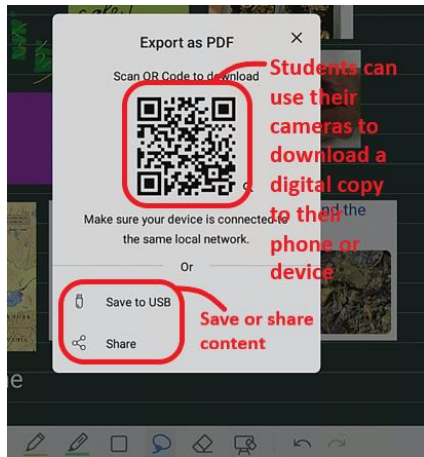 Export as PDF
Scan QR Code to download
Students can
use their
cameras to
download a
digital copy
to their
phone or
device
Make sure your device is connected to
the same local network.
nd the
Or
Save to USB
Share
Save or share
content